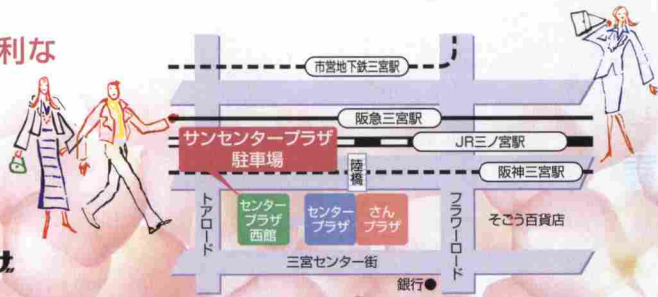 利な
市営地下鉄三宮駅
阪急三宮駅
サンセンタープラザ
駐車場
JR三ノ宮駅
陸橋
阪神三宮駅
トアロード
センター
プラザ
西館
センター
プラザ
さん
プラザ
フラワーロード
そごう百貨店
三宮センター街
銀行●